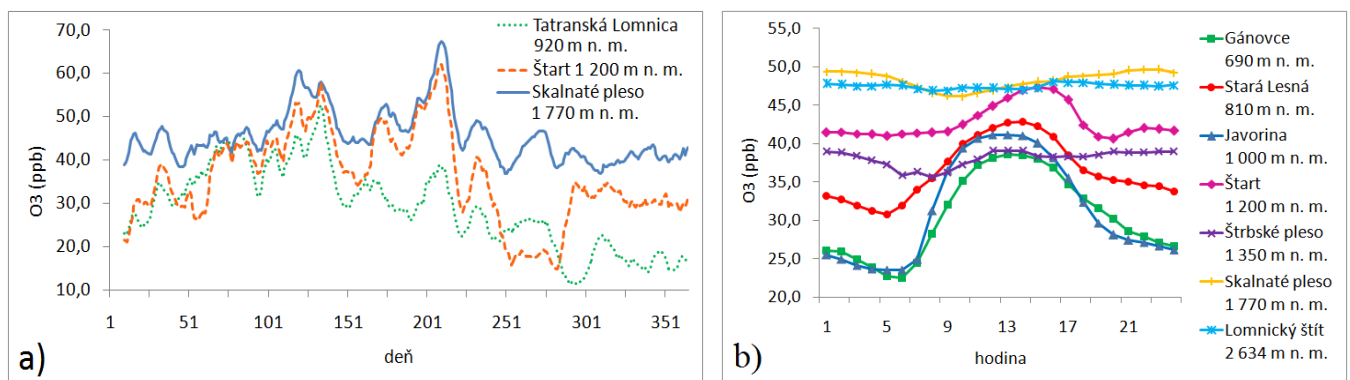 70,0
60,0
50,0
40,0
30,0
20,0
10,0
O3 (ppb)
1 51 101 151 201 251 301 351
deň
Tatranská Lomnica
920 m n. m.
Štart 1 200 m n. m.
Skalnaté pleso
1 770 m n. m.
a)
55,0
50,0
45,0
40,0
35,0
30,0
25,0
20,0
O3 (ppb)
1 5 9 13 17 21
hodina
Gánovce
690 m n. m.
Stará Lesná
810 m n. m.
Javorina
1 000 m n. m.
Štart
1 200 m n. m.
Štrbské pleso
1 350 m n. m.
Skalnaté pleso
1 770 m n. m.
Lomnický štít
2 634 m n. m.
b)